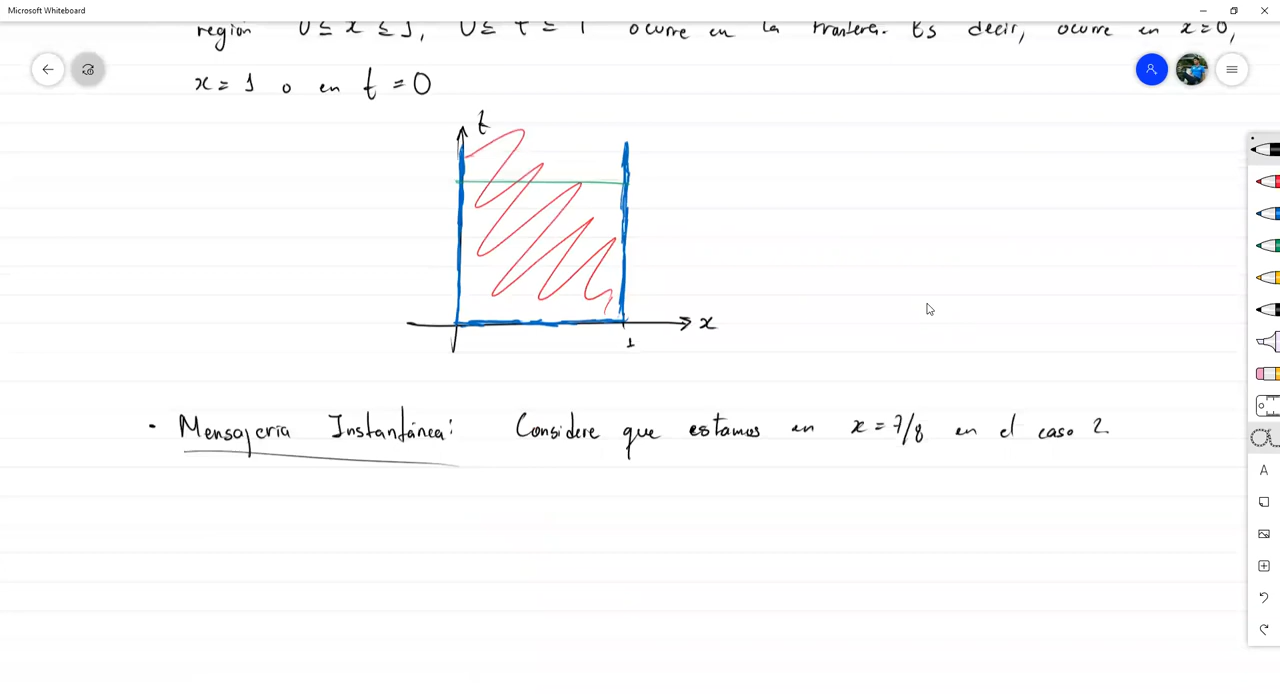 Microsoft Whiteboard
región 0 ≤ x ≤ 1, 0 ≤ t ≤ T ocurre en la frontera. Es decir, ocurre en x=0,
x = 1 o en t = 0
t
x
1
• Mensajería Instantánea: Considere que estamos en x = 7/8 en el caso 2
A